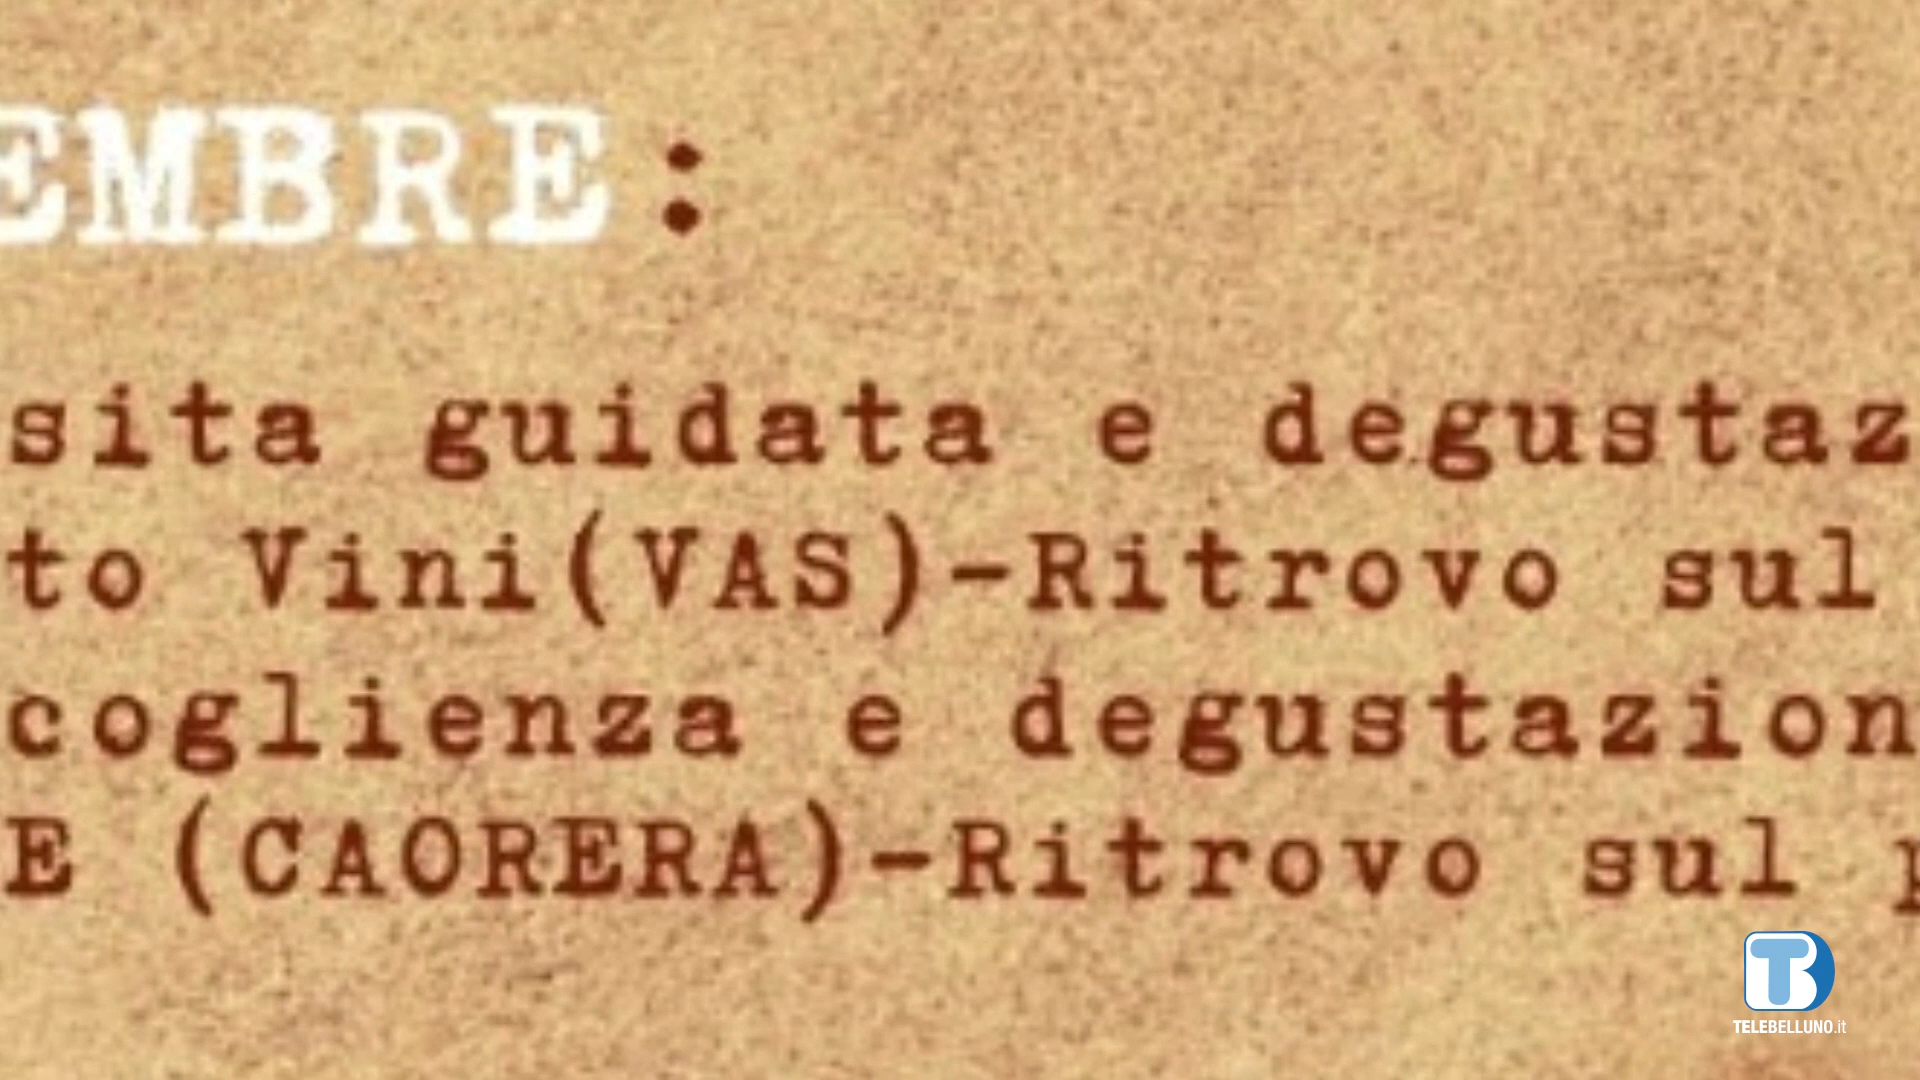 EMBRE:
sita guidata e degustaz
to Vini(VAS)-Ritrovo sul
coglienza e degustazion
E (CAORERA)-Ritrovo sul p
TELEBELLUNO.it